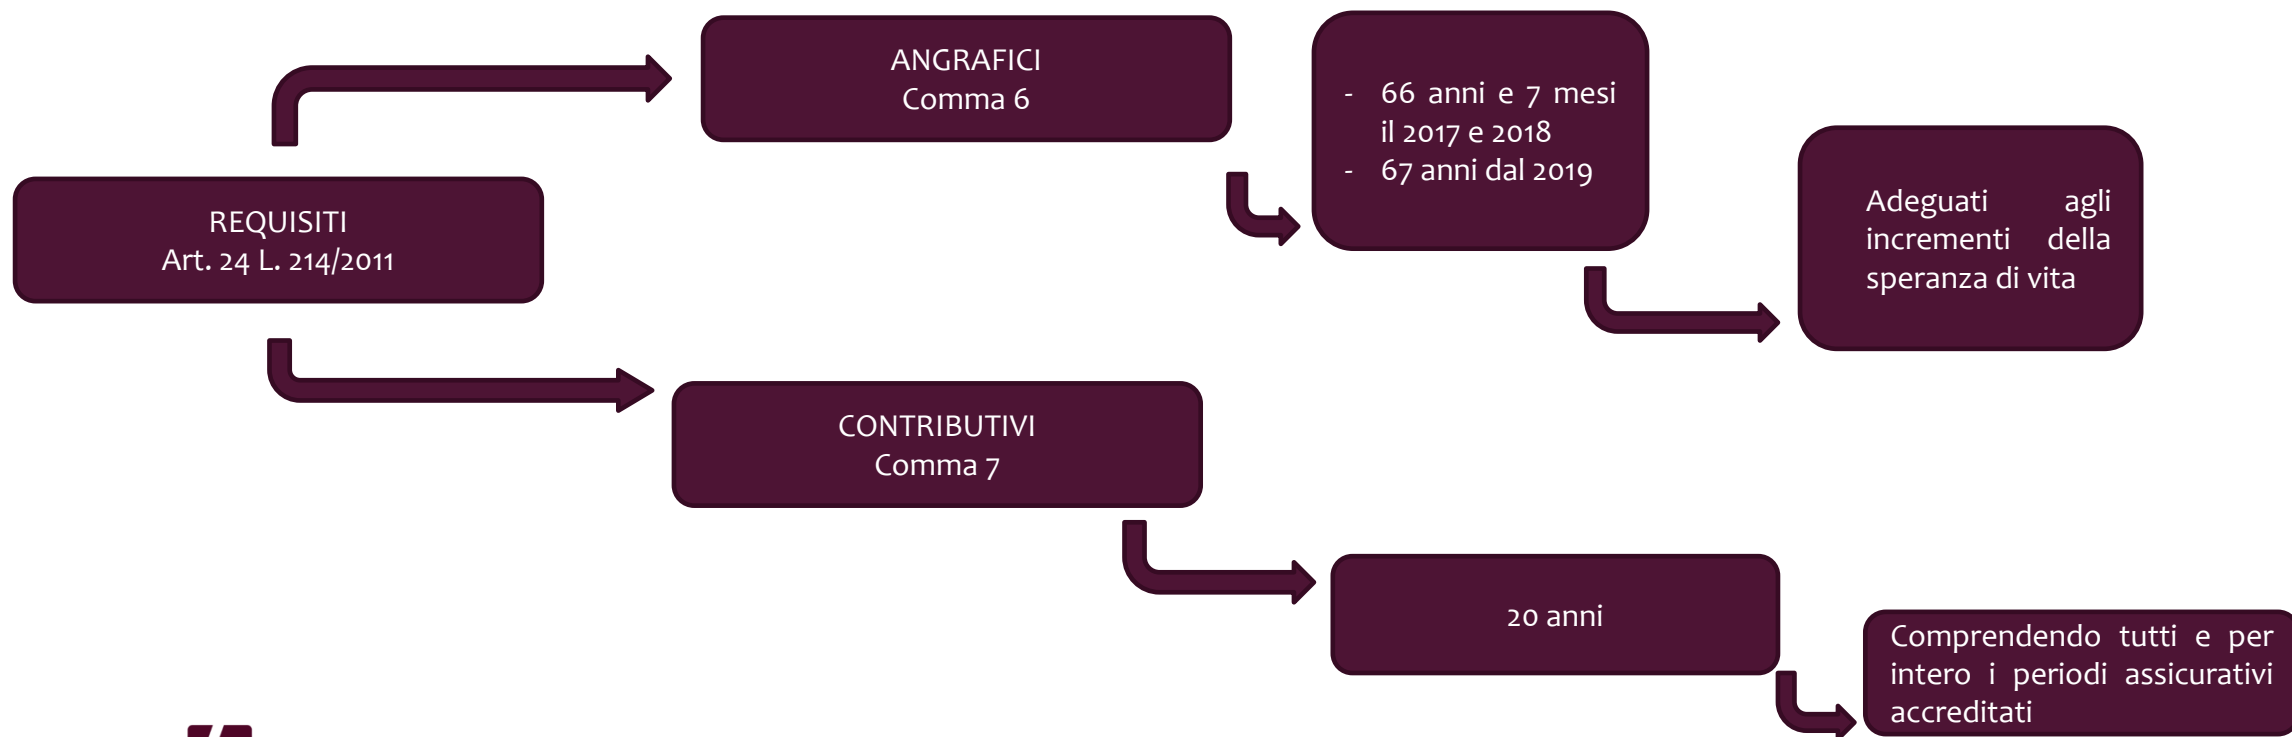 ANGRAFICI
Comma 6
- 66 anni e 7 mesi
il 2017 e 2018
- 67 anni dal 2019
Adeguati agli
incrementi della
speranza di vita
REQUISITI
Art. 24 L. 214/2011
CONTRIBUTIVI
Comma 7
20 anni
Comprendendo tutti e per
intero i periodi assicurativi
accreditati